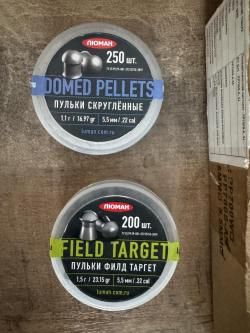 ЛЮМАН
250 шт.
DOMED PELLETS
ПУЛЬКИ СКРУГЛЁННЫЕ
1,1 г / 16.97 gr
5,5 мм / .22 cal
luman.com.ru
ЛЮМАН
200 шт.
FIELD TARGET
ПУЛЬКИ ФИЛД ТАРГЕТ
1,5 г / 23.15 gr
5,5 мм / .22 cal
luman.com.ru